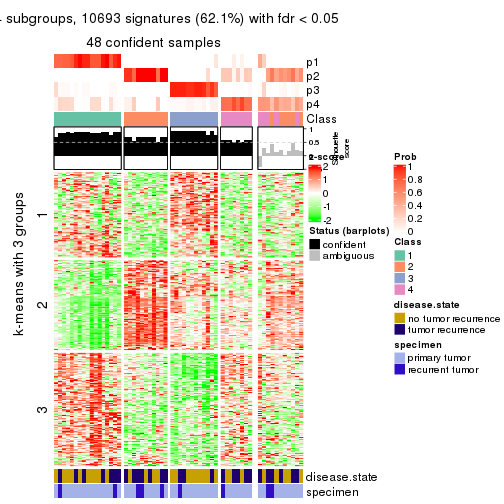 subgroups, 10693 signatures (62.1%) with fdr < 0.05
48 confident samples
p1
p2
p3
p4
Class
1
0.5
0
Silhouette
score
k-means with 3 groups
1
2
3
z-score
2
1
0
-1
-2
Status (barplots)
confident
ambiguous
Prob
1
0.8
0.6
0.4
0.2
0
Class
1
2
3
4
disease.state
no tumor recurrence
tumor recurrence
specimen
primary tumor
recurrent tumor
disease.state
specimen